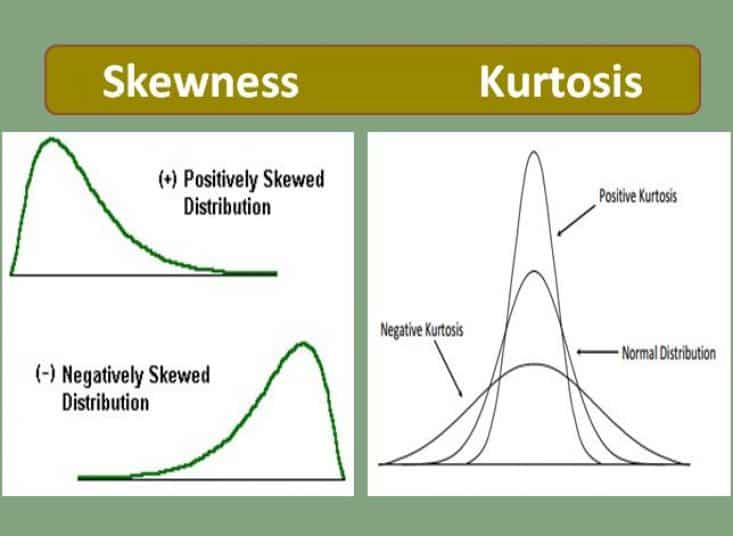 Skewness Kurtosis
(+) Positively Skewed
Distribution
(-) Negatively Skewed
Distribution
Positive Kurtosis
Negative Kurtosis
Normal Distribution